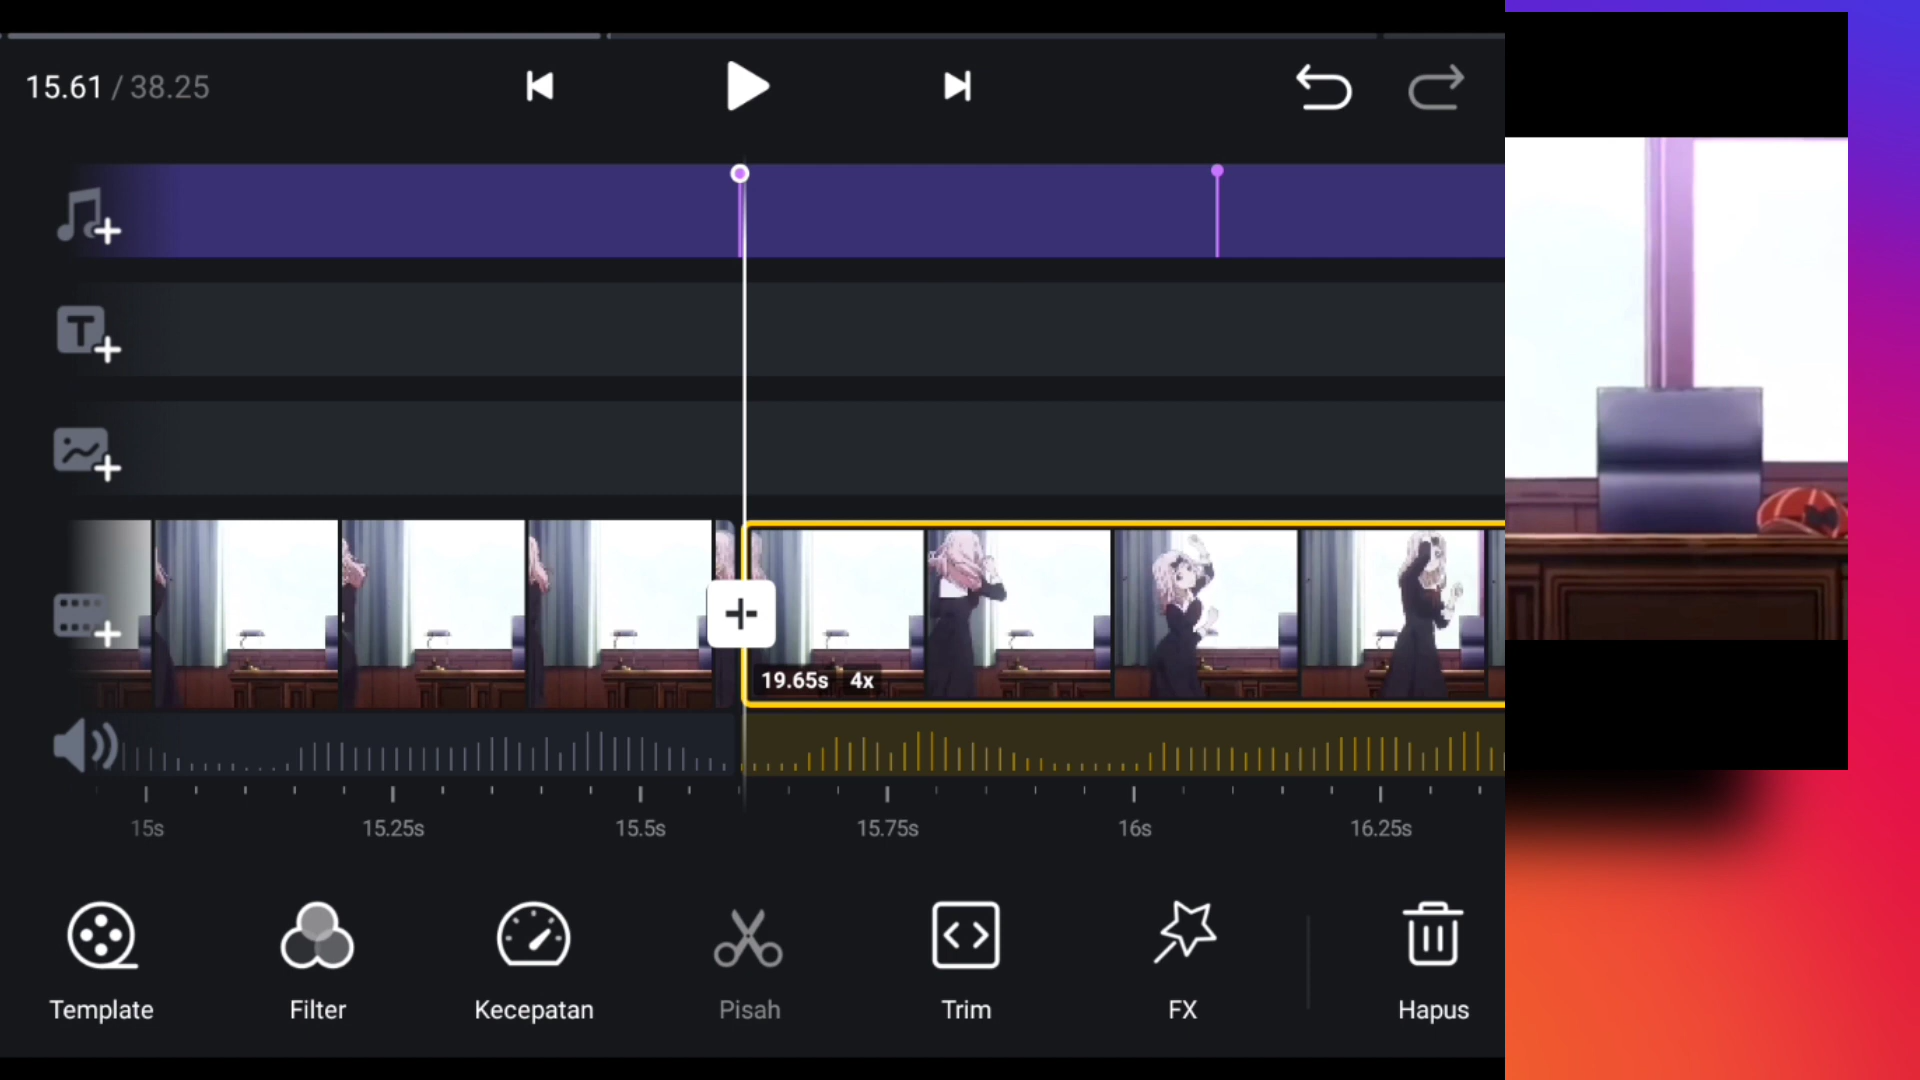 15.61 / 38.25
T
19.65s 4x
15s 15.25s 15.5s 15.75s 16s 16.25s
Template Filter Kecepatan Pisah Trim FX Hapus